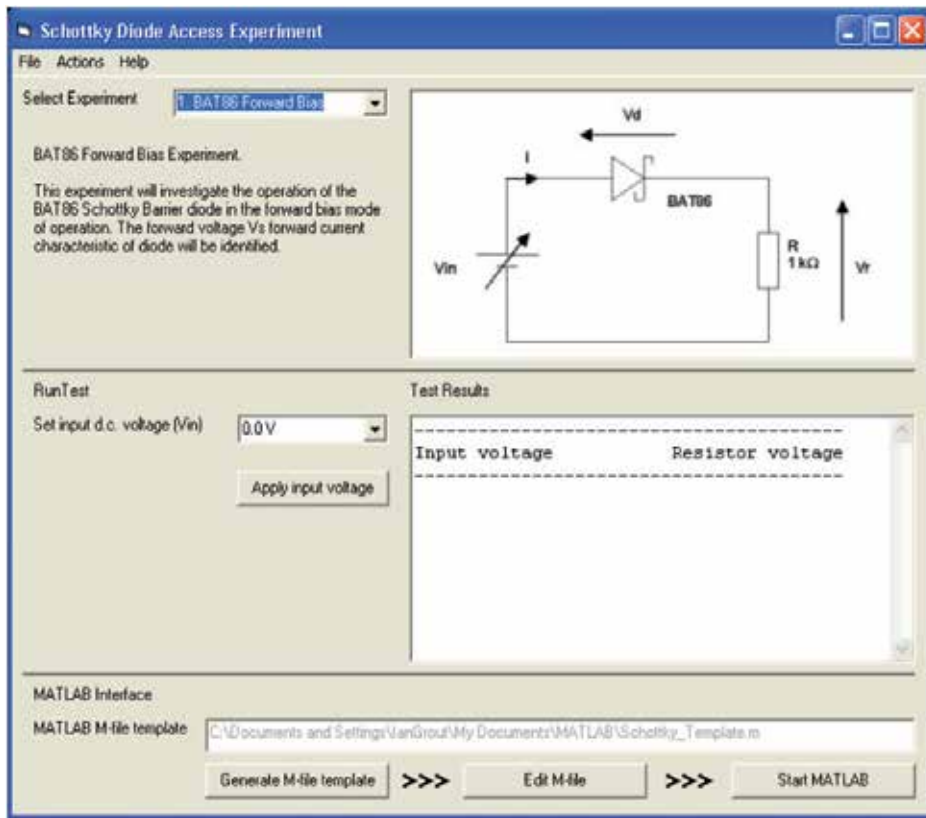 Schottky Diode Access Experiment
File Actions Help
Select Experiment
1. BAT86 Forward Bias
BAT86 Forward Bias Experiment.
This experiment will investigate the operation of the
BAT86 Schottky Barrier diode in the forward bias mode
of operation. The forward voltage Vs forward current
characteristic of diode will be identified.
Vd
I
BAT86
Vin
R
1 kΩ
Vr
RunTest
Set input d.c. voltage (Vin)
0.0 V
Apply input voltage
Test Results
Input voltage Resistor voltage
MATLAB Interface
MATLAB M-file template
C:\Documents and Settings\IanGrout\My Documents\MATLAB\Schottky_Template.m
Generate M-file template >>> Edit M-file >>> Start MATLAB